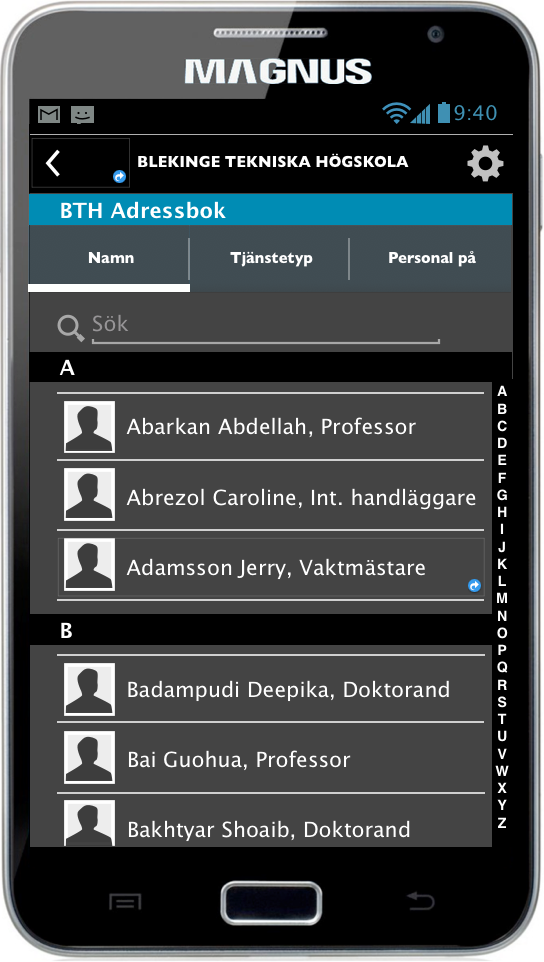 MAGNUS
9:40
BLEKINGE TEKNISKA HÖGSKOLA
BTH Adressbok
Namn
Tjänstetyp
Personal på
Sök
A
Abarkan Abdellah, Professor
Abrezol Caroline, Int. handläggare
Adamsson Jerry, Vaktmästare
B
Badampudi Deepika, Doktorand
Bai Guohua, Professor
Bakhtyar Shoaib, Doktorand
A
B
C
D
E
F
G
H
I
J
K
L
M
N
O
P
Q
R
S
T
U
V
W
X
Y
Z